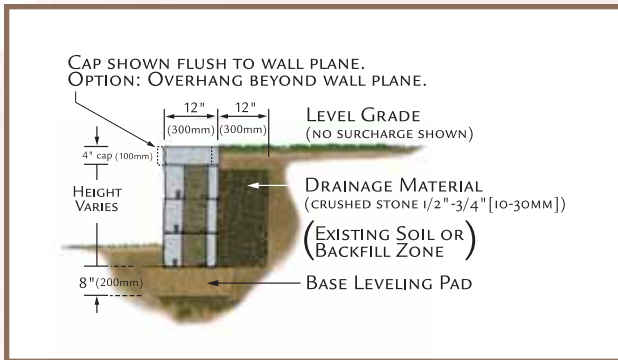 CAP SHOWN FLUSH TO WALL PLANE.
OPTION: OVERHANG BEYOND WALL PLANE.
12"
(300mm)
12"
(300mm)
LEVEL GRADE
(NO SURCHARGE SHOWN)
4" cap (100mm)
HEIGHT
VARIES
DRAINAGE MATERIAL
(CRUSHED STONE 1/2"-3/4"[10-30MM])
(EXISTING SOIL OR
BACKFILL ZONE)
8"(200mm)
BASE LEVELING PAD